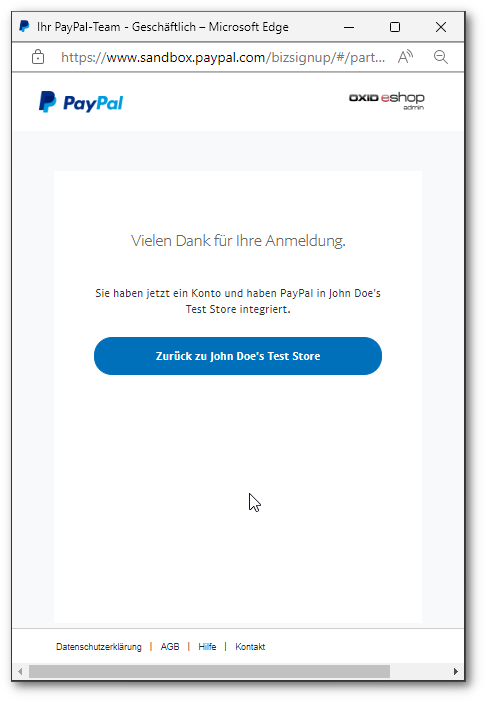 Ihr PayPal-Team - Geschäftlich – Microsoft Edge
https://www.sandbox.paypal.com/bizsignup/#/part...
PayPal
OXID eshop
admin
Vielen Dank für Ihre Anmeldung.
Sie haben jetzt ein Konto und haben PayPal in John Doe's
Test Store integriert.
Zurück zu John Doe's Test Store
Datenschutzerklärung | AGB | Hilfe | Kontakt